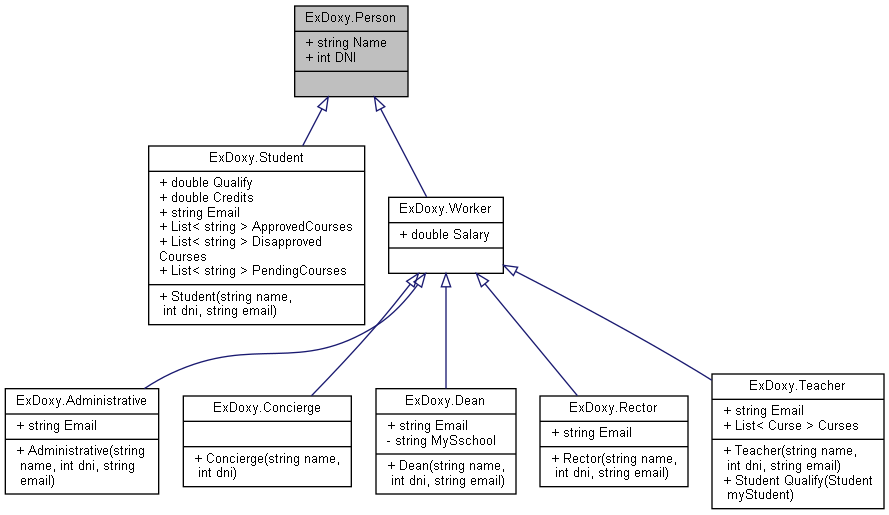 ExDoxy.Person
+ string Name
+ int DNI
ExDoxy.Student
+ double Qualify
+ double Credits
+ string Email
+ List< string > ApprovedCourses
+ List< string > Disapproved
Courses
+ List< string > PendingCourses
+ Student(string name,
int dni, string email)
ExDoxy.Worker
+ double Salary
ExDoxy.Administrative
+ string Email
+ Administrative(string
name, int dni, string
email)
ExDoxy.Concierge
+ Concierge(string name,
int dni)
ExDoxy.Dean
+ string Email
- string MySschool
+ Dean(string name,
int dni, string email)
ExDoxy.Rector
+ string Email
+ Rector(string name,
int dni, string email)
ExDoxy.Teacher
+ string Email
+ List< Curse > Curses
+ Teacher(string name,
int dni, string email)
+ Student Qualify(Student
myStudent)